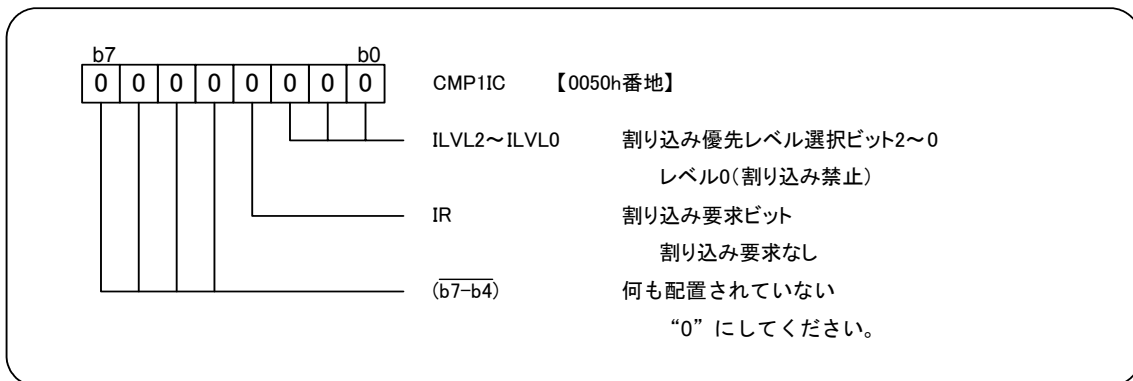 b7 b0
0 0 0 0 0 0 0 0 CMP1IC 【0050h番地】
ILVL2～ILVL0 割り込み優先レベル選択ビット2～0
レベル0(割り込み禁止)
IR 割り込み要求ビット
割り込み要求なし
(b7-b4) 何も配置されていない
“0” にしてください。